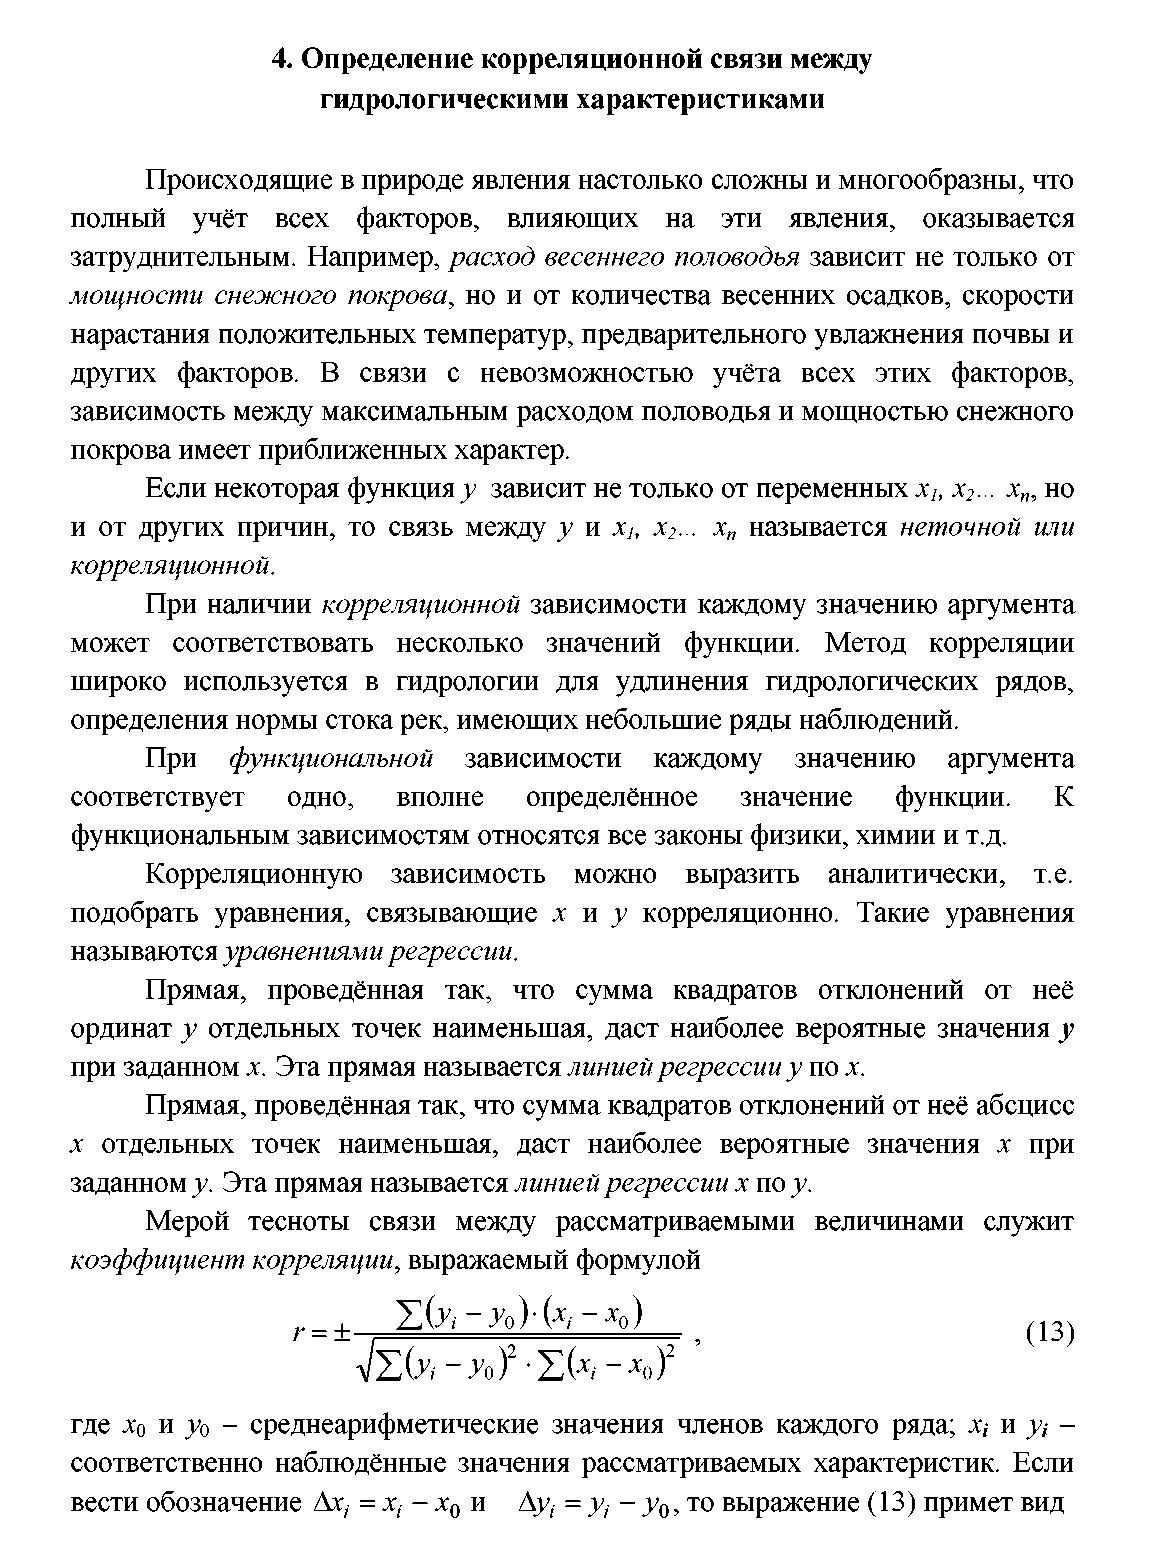 4. Определение корреляционной связи между
гидрологическими характеристиками
Происходящие в природе явления настолько сложны и многообразны, что
полный учёт всех факторов, влияющих на эти явления, оказывается
затруднительным. Например, расход весеннего половодья зависит не только от
мощности снежного покрова, но и от количества весенних осадков, скорости
нарастания положительных температур, предварительного увлажнения почвы и
других факторов. В связи с невозможностью учёта всех этих факторов,
зависимость между максимальным расходом половодья и мощностью снежного
покрова имеет приближенных характер.
Если некоторая функция y зависит не только от переменных x₁, x₂... xₙ, но
и от других причин, то связь между y и x₁, x₂... xₙ называется неточной или
корреляционной.
При наличии корреляционной зависимости каждому значению аргумента
может соответствовать несколько значений функции. Метод корреляции
широко используется в гидрологии для удлинения гидрологических рядов,
определения нормы стока рек, имеющих небольшие ряды наблюдений.
При функциональной зависимости каждому значению аргумента
соответствует одно, вполне определённое значение функции. К
функциональным зависимостям относятся все законы физики, химии и т.д.
Корреляционную зависимость можно выразить аналитически, т.е.
подобрать уравнения, связывающие x и y корреляционно. Такие уравнения
называются уравнениями регрессии.
Прямая, проведённая так, что сумма квадратов отклонений от неё
ординат y отдельных точек наименьшая, даст наиболее вероятные значения y
при заданном x. Эта прямая называется линией регрессии y по x.
Прямая, проведённая так, что сумма квадратов отклонений от неё абсцисс
x отдельных точек наименьшая, даст наиболее вероятные значения x при
заданном y. Эта прямая называется линией регрессии x по y.
Мерой тесноты связи между рассматриваемыми величинами служит
коэффициент корреляции, выражаемый формулой
r = ± ∑(yᵢ − y₀)·(xᵢ − x₀) / √(∑(yᵢ − y₀)² · ∑(xᵢ − x₀)²) , (13)
где x₀ и y₀ – среднеарифметические значения членов каждого ряда; xᵢ и yᵢ –
соответственно наблюдённые значения рассматриваемых характеристик. Если
вести обозначение Δxᵢ = xᵢ − x₀ и Δyᵢ = yᵢ − y₀, то выражение (13) примет вид